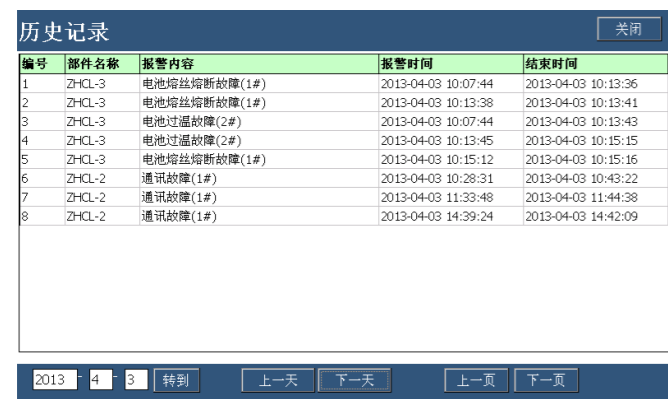 历史记录 关闭
编号 部件名称 报警内容 报警时间 结束时间
1 ZHCL-3 电池熔丝熔断故障(1#) 2013-04-03 10:07:44 2013-04-03 10:13:36
2 ZHCL-3 电池熔丝熔断故障(1#) 2013-04-03 10:13:38 2013-04-03 10:13:41
3 ZHCL-3 电池过温故障(2#) 2013-04-03 10:07:44 2013-04-03 10:13:43
4 ZHCL-3 电池过温故障(2#) 2013-04-03 10:13:45 2013-04-03 10:15:15
5 ZHCL-3 电池熔丝熔断故障(1#) 2013-04-03 10:15:12 2013-04-03 10:15:16
6 ZHCL-2 通讯故障(1#) 2013-04-03 10:28:31 2013-04-03 10:43:22
7 ZHCL-2 通讯故障(1#) 2013-04-03 11:33:48 2013-04-03 11:44:38
8 ZHCL-2 通讯故障(1#) 2013-04-03 14:39:24 2013-04-03 14:42:09
2013 - 4 - 3 转到 上一天 下一天 上一页 下一页